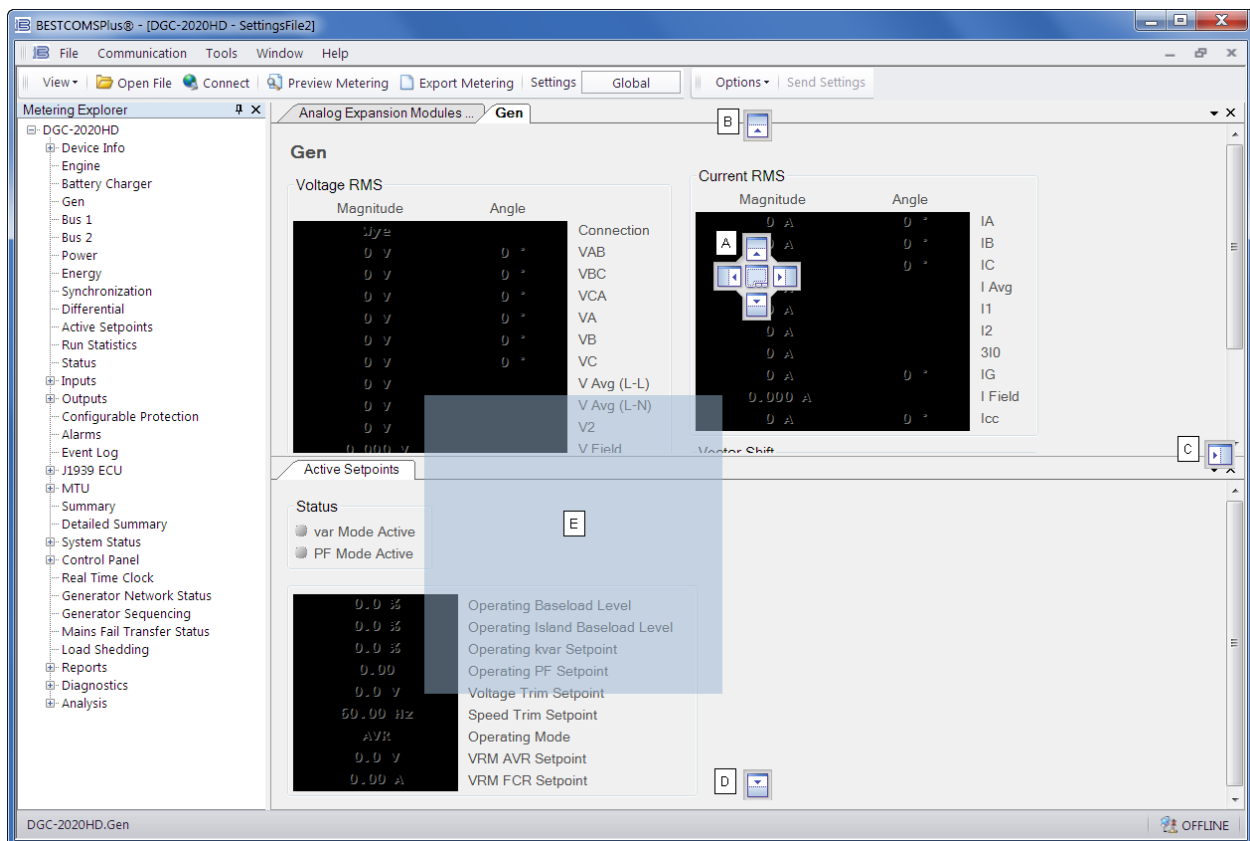 BESTCOMSPlus® - [DGC-2020HD - SettingsFile2]
File Communication Tools Window Help
View Open File Connect Preview Metering Export Metering Settings Global Options Send Settings
Metering Explorer
DGC-2020HD
Device Info
Engine
Battery Charger
Gen
Bus 1
Bus 2
Power
Energy
Synchronization
Differential
Active Setpoints
Run Statistics
Status
Inputs
Outputs
Configurable Protection
Alarms
Event Log
J1939 ECU
MTU
Summary
Detailed Summary
System Status
Control Panel
Real Time Clock
Generator Network Status
Generator Sequencing
Mains Fail Transfer Status
Load Shedding
Reports
Diagnostics
Analysis
Analog Expansion Modules ... Gen
B
Gen
Voltage RMS
Magnitude Angle
Wye Connection
0 V 0 ° VAB
0 V 0 ° VBC
0 V 0 ° VCA
0 V 0 ° VA
0 V 0 ° VB
0 V 0 ° VC
0 V V Avg (L-L)
0 V V Avg (L-N)
0 V V2
0.000 V V Field
Current RMS
Magnitude Angle
0 A 0 ° IA
A 0 ° IB
0 ° IC
I Avg
0 A I1
0 A I2
0 A 3I0
0 A 0 ° IG
0.000 A I Field
0 A 0 ° Icc
Vector Shift
A
C
Active Setpoints
Status
var Mode Active
PF Mode Active
E
0.0 % Operating Baseload Level
0.0 % Operating Island Baseload Level
0.0 % Operating kvar Setpoint
0.00 Operating PF Setpoint
0.0 V Voltage Trim Setpoint
60.00 Hz Speed Trim Setpoint
AVR Operating Mode
0.0 V VRM AVR Setpoint
0.00 A VRM FCR Setpoint
D
DGC-2020HD.Gen OFFLINE